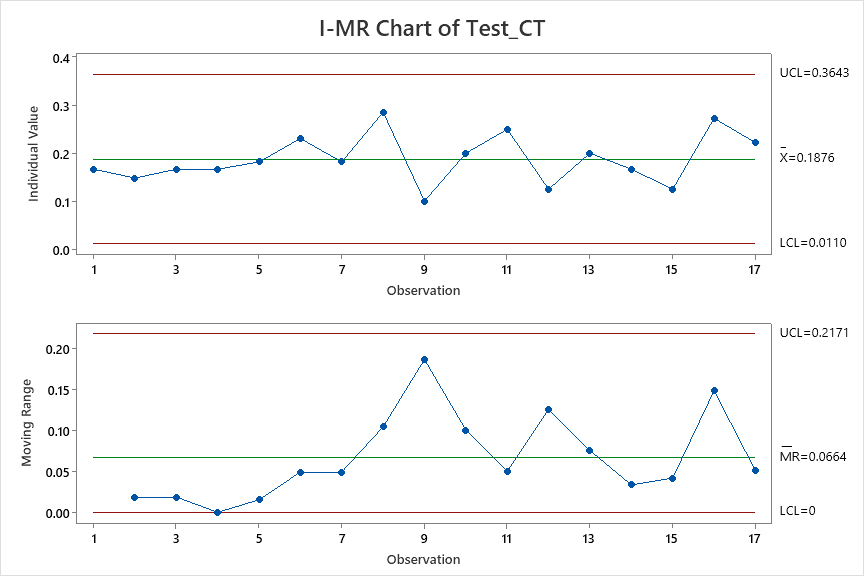 I-MR Chart of Test_CT
0.4
0.3
0.2
0.1
0.0
Individual Value
UCL=0.3643
X̄=0.1876
LCL=0.0110
1 3 5 7 9 11 13 15 17
Observation
0.20
0.15
0.10
0.05
0.00
Moving Range
UCL=0.2171
M̅R̅=0.0664
LCL=0
1 3 5 7 9 11 13 15 17
Observation